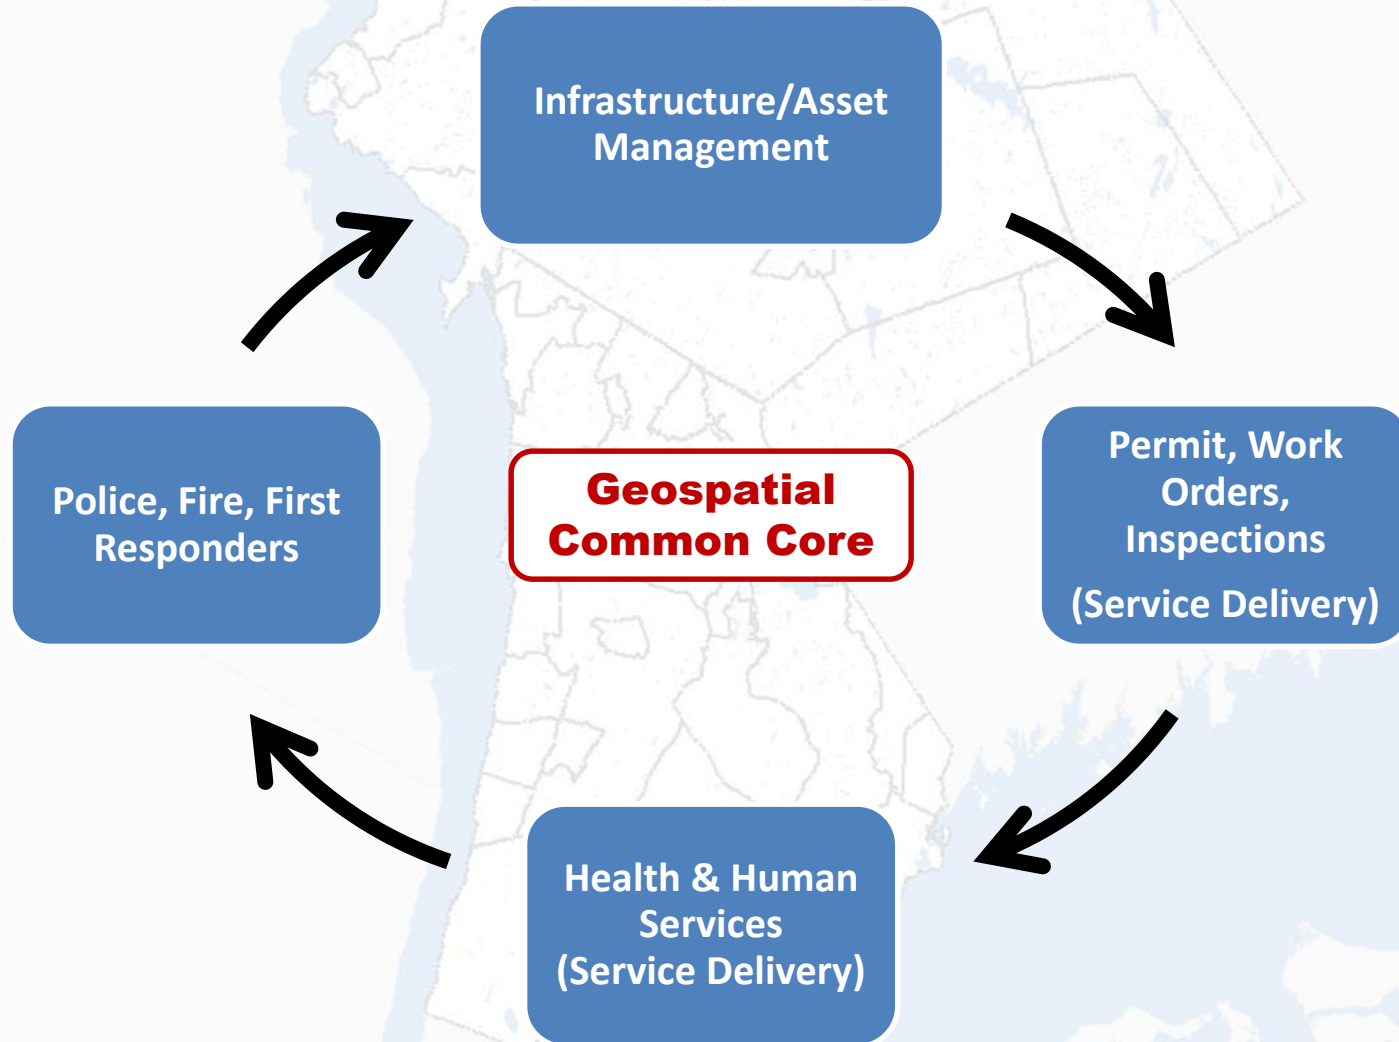 Infrastructure/Asset
Management
Police, Fire, First
Responders
Geospatial
Common Core
Permit, Work
Orders,
Inspections
(Service Delivery)
Health & Human
Services
(Service Delivery)